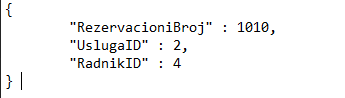 {
"RezervacioniBroj" : 1010,
"UslugaID" : 2,
"RadnikID" : 4
}